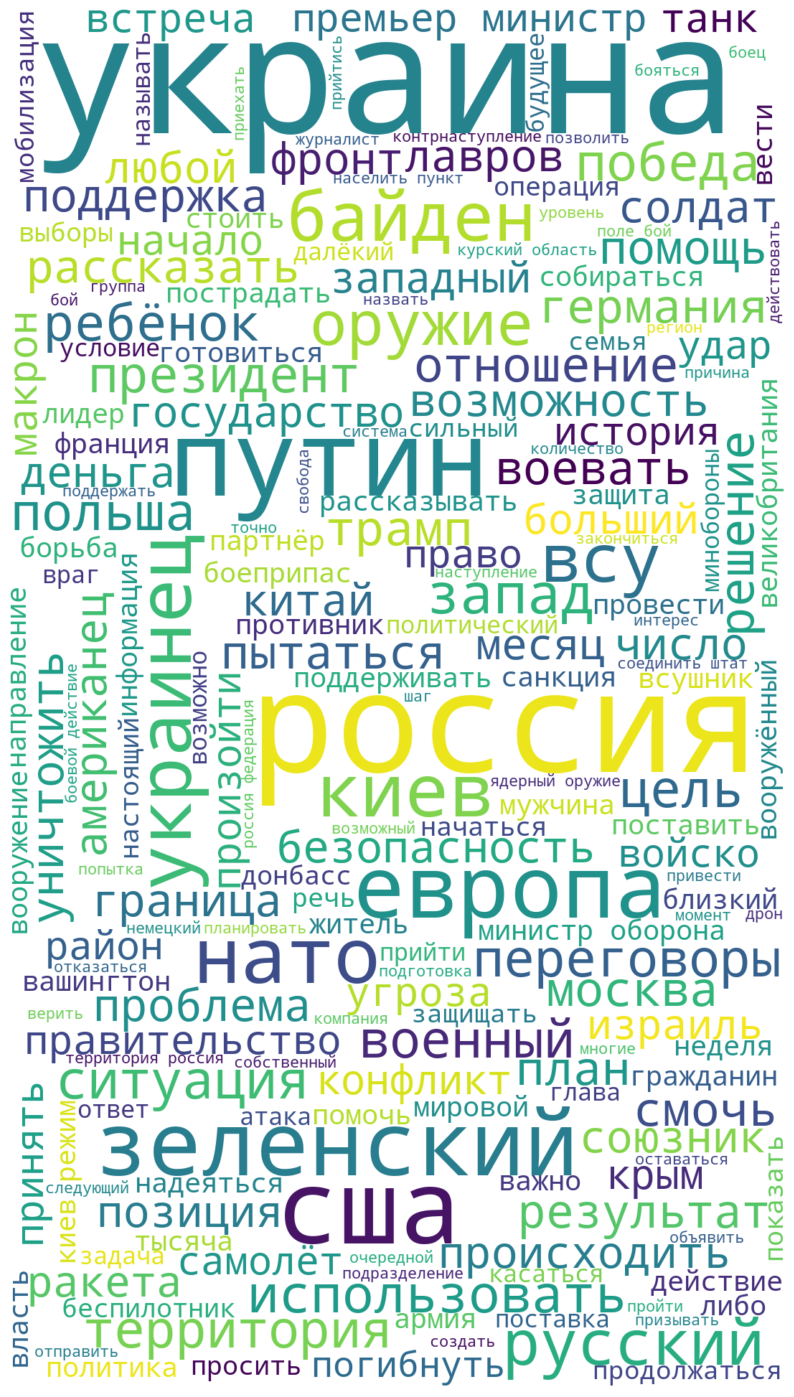 встреча премьер министр танк
украина
мобилизация
называть
приехать
прийтись
будущее
боец
бояться
журналист контрнаступление позволить
вести
любой фронт лавров победа
населить пункт
операция
поддержка
стоить
байден
уровень
солдат
выборы начало
далёкий
поле бой
курский область
помощь
действовать
рассказать
группа
бой
пострадать
западный
назвать
собираться
германия
макрон
ребёнок
оружие
регион
условие готовиться
семья
удар
президент
отношение
причина
лидер государство возможность
великобритания
франция
путин
система сильный
история
решение
деньга
количество
воевать
минобороны
поддержать
свобода
рассказывать
защита
польша
точно
трамп больший
борьба
партнёр
закончиться
право
всу
враг
украинец
боеприпас
наступление
китай запад провести
интерес
направление
информация
американец
противник политический
месяц число
пытаться
соединить штат
вооружённый
уничтожить
боевой действие
настоящий
возможно
произойти
поддерживать санкция всушник
шаг
россия
россия федерация
вооружение
киев
ядерный оружие
цель
мужчина
возможный начаться поставить
попытка
безопасность войско
донбасс
европа
привести
граница речь
близкий
немецкий планировать житель
министр оборона
момент дрон
район
нато
прийти
переговоры
отказаться
подготовка
вашингтон
угроза
москва
верить
проблема
компания
защищать
израиль
правительство военный
многие
неделя
территория россия собственный
ситуация конфликт план гражданин
принять
ответ
глава
атака помочь мировой
смочь
киев режим
зеленский союзник
показать
оставаться
следующий надеяться
важно
крым
позиция сша результат
тысяча
объявить
задача
самолёт
очередной
происходить
власть
ракета
подразделение
касаться
действие
беспилотник использовать
пройти
либо
территория армия поставка
призывать
русский
отправить
создать
политика просить погибнуть
продолжаться